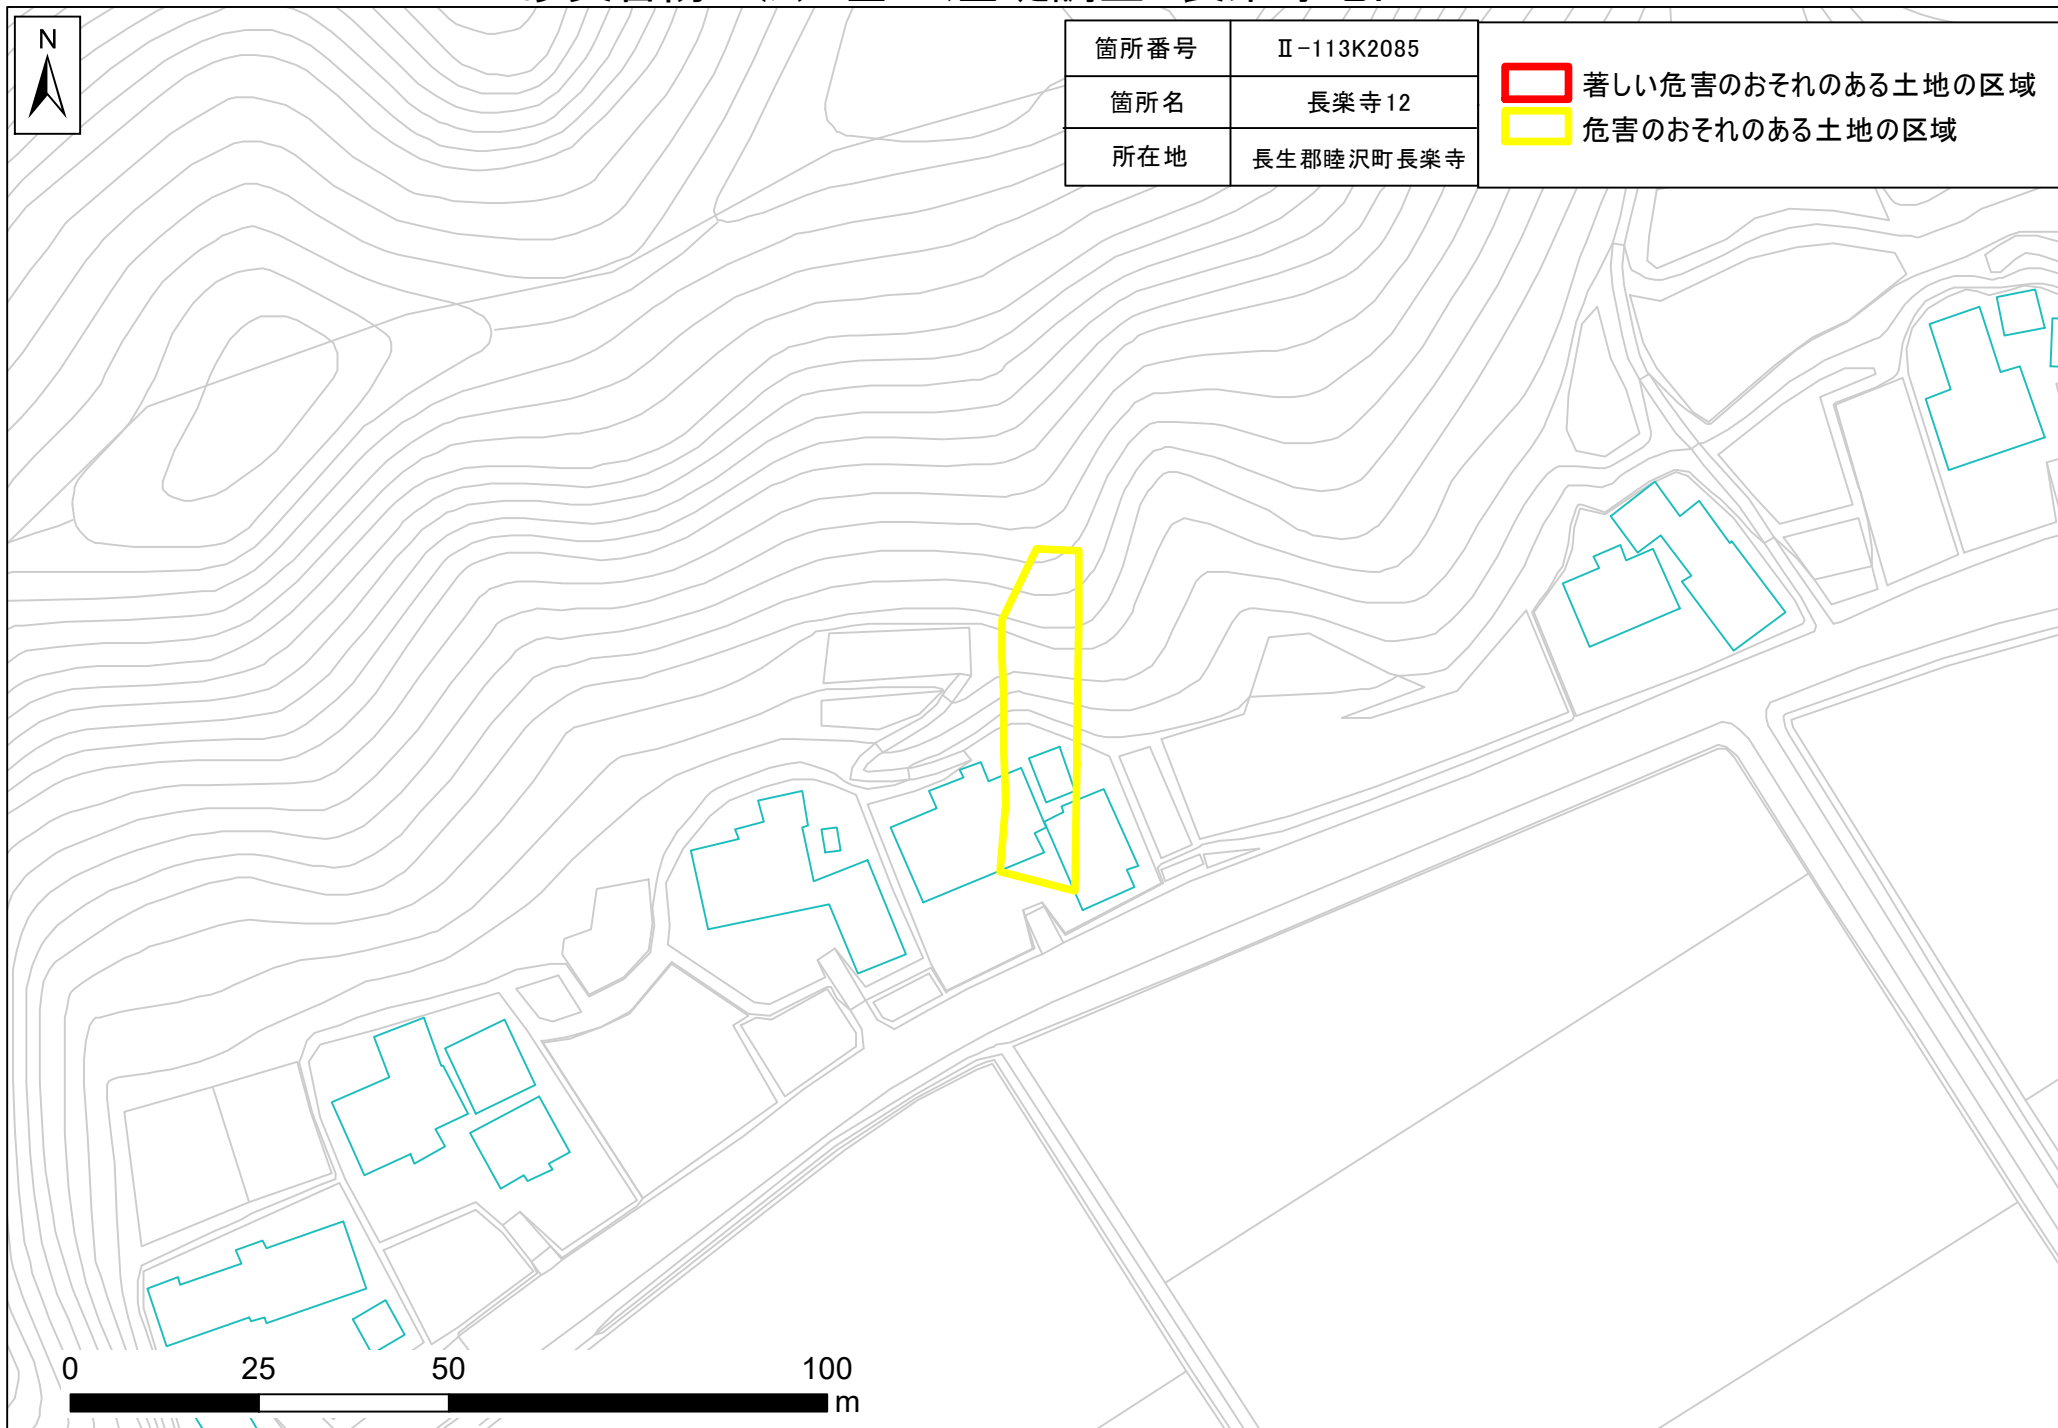 N
箇所番号 Ⅱ-113K2085
箇所名 長楽寺12
所在地 長生郡睦沢町長楽寺
著しい危害のおそれのある土地の区域
危害のおそれのある土地の区域
0 25 50 100
m